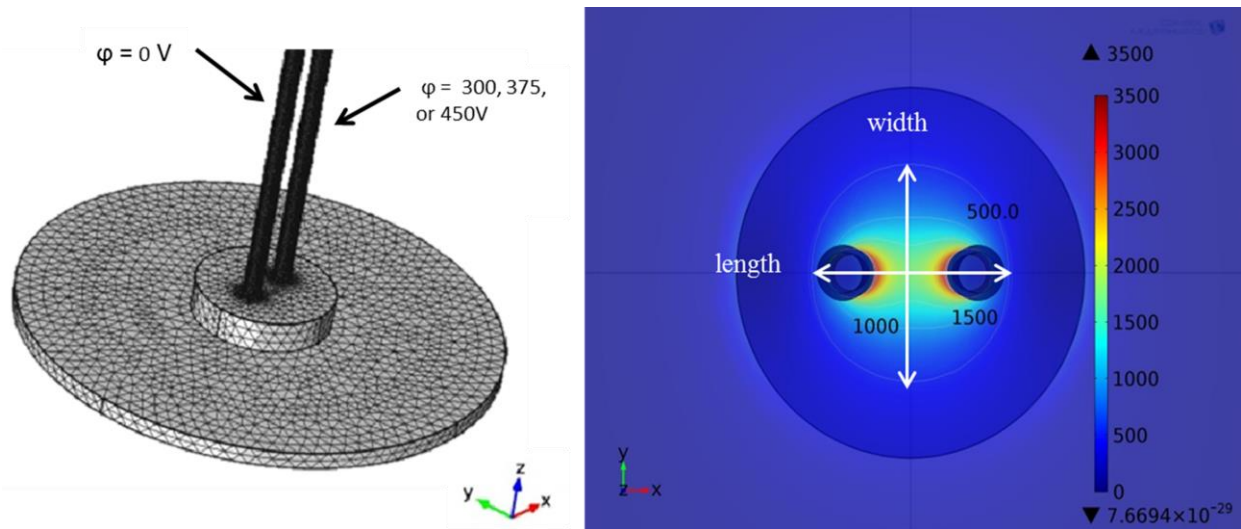 φ = 0 V
φ = 300, 375,
or 450V
z
y
x
width
500.0
length
1000
1500
▲ 3500
3500
3000
2500
2000
1500
1000
500
0
▼ 7.6694×10⁻²⁹
y
z
x